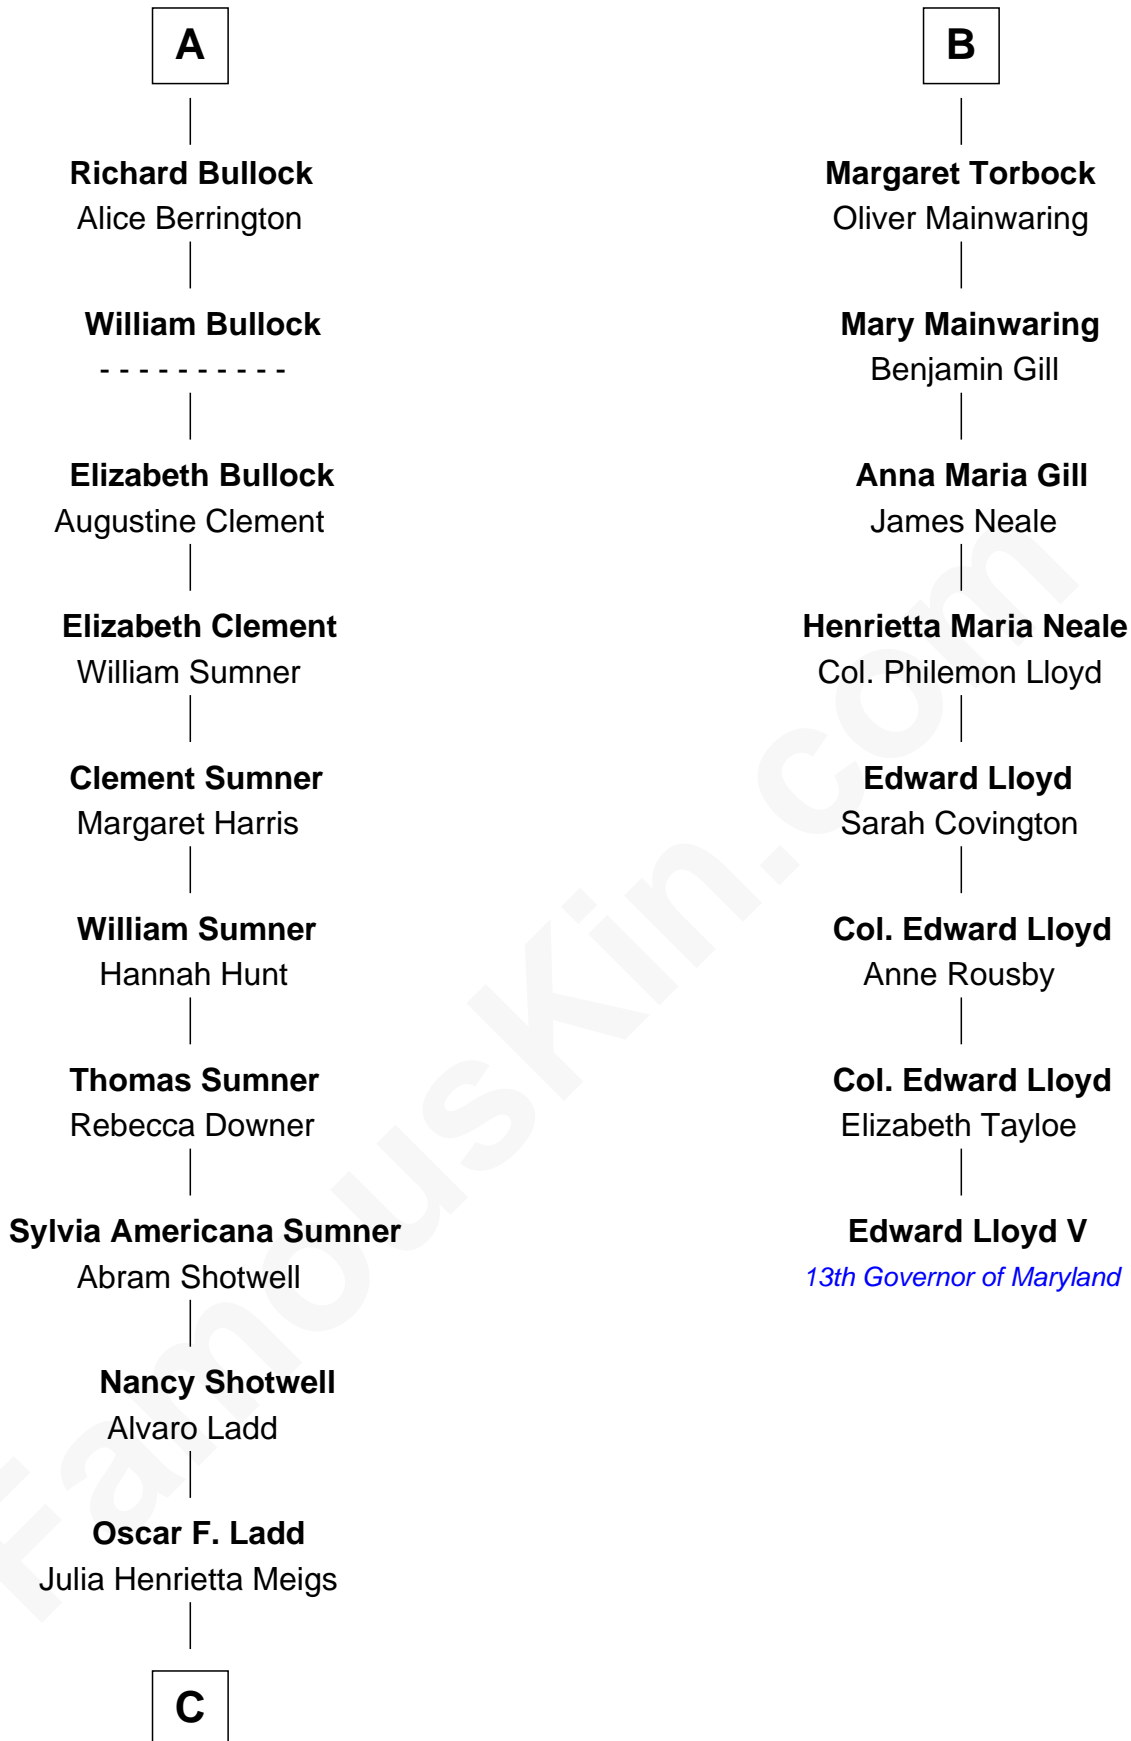 A
Richard Bullock
Alice Berrington
William Bullock
- - - - - - - - - -
Elizabeth Bullock
Augustine Clement
Elizabeth Clement
William Sumner
Clement Sumner
Margaret Harris
William Sumner
Hannah Hunt
Thomas Sumner
Rebecca Downer
Sylvia Americana Sumner
Abram Shotwell
Nancy Shotwell
Alvaro Ladd
Oscar F. Ladd
Julia Henrietta Meigs
C
B
Margaret Torbock
Oliver Mainwaring
Mary Mainwaring
Benjamin Gill
Anna Maria Gill
James Neale
Henrietta Maria Neale
Col. Philemon Lloyd
Edward Lloyd
Sarah Covington
Col. Edward Lloyd
Anne Rousby
Col. Edward Lloyd
Elizabeth Tayloe
Edward Lloyd V
13th Governor of Maryland
FamousKin.com